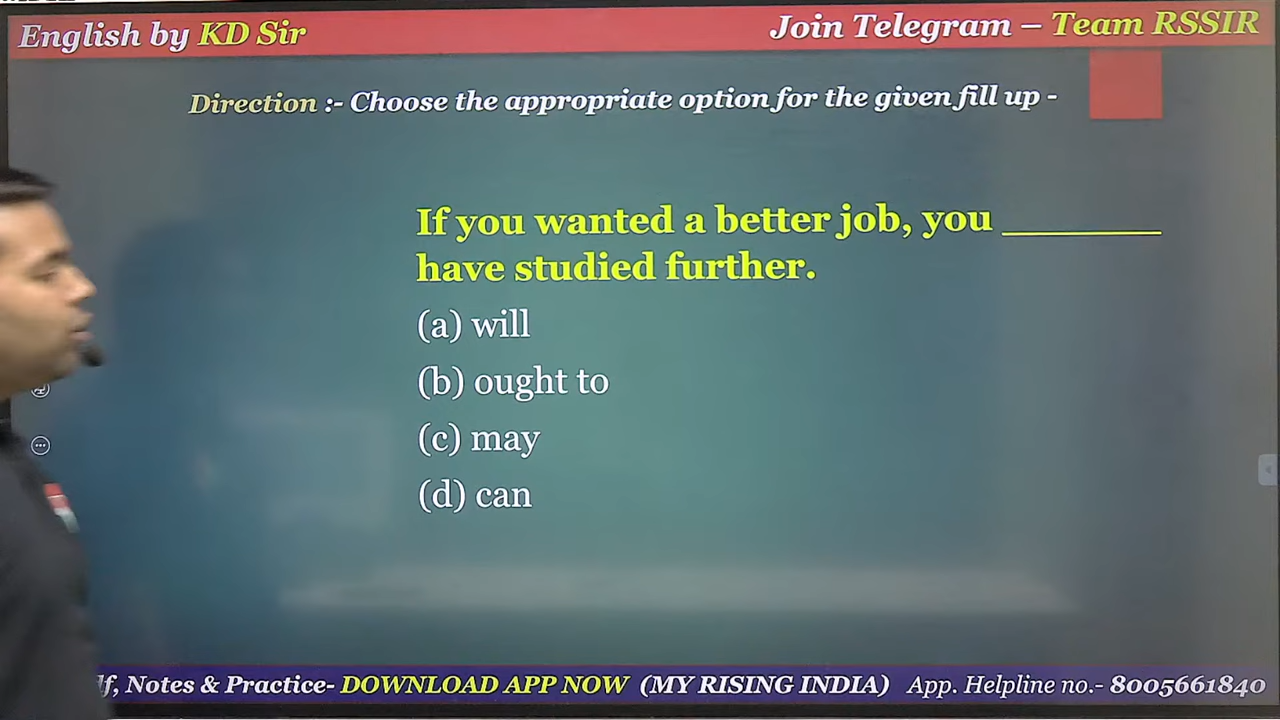 English by KD Sir
Join Telegram – Team RSSIR
Direction :- Choose the appropriate option for the given fill up -
If you wanted a better job, you ________
have studied further.
(a) will
(b) ought to
(c) may
(d) can
Notes & Practice- DOWNLOAD APP NOW (MY RISING INDIA) App. Helpline no.- 8005661840